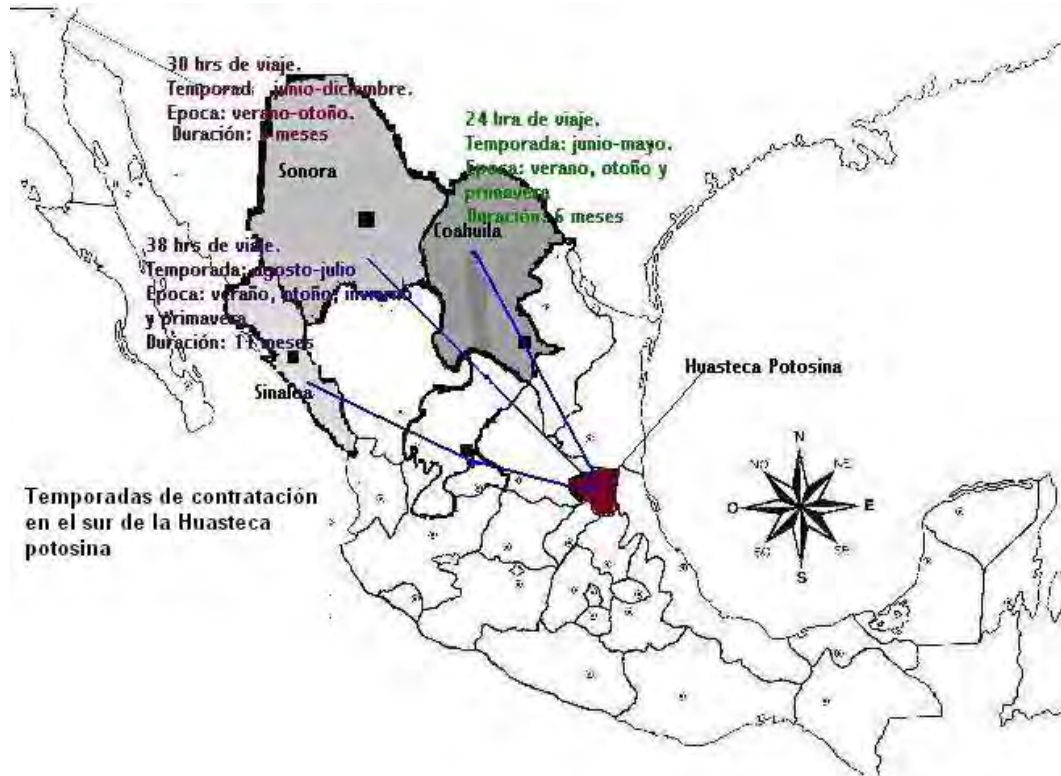 30 hrs de viaje.
Temporad junio-diciembre.
Epoca: verano-otoño.
Duración: meses
Sonora
24 hra de viaje.
Temporada: junio-mayo.
Epoca: verano, otoño y
primavera
Duración: 6 meses
Coahuila
38 hrs de viaje.
Temporada: agosto-julio
Epoca: verano, otoño, invierno
y primavera
Duración: 11 meses
Sinaloa
Huasteca Potosina
Temporadas de contratación
en el sur de la Huasteca
potosina
N
NO
NE
O
E
SO
SE
S